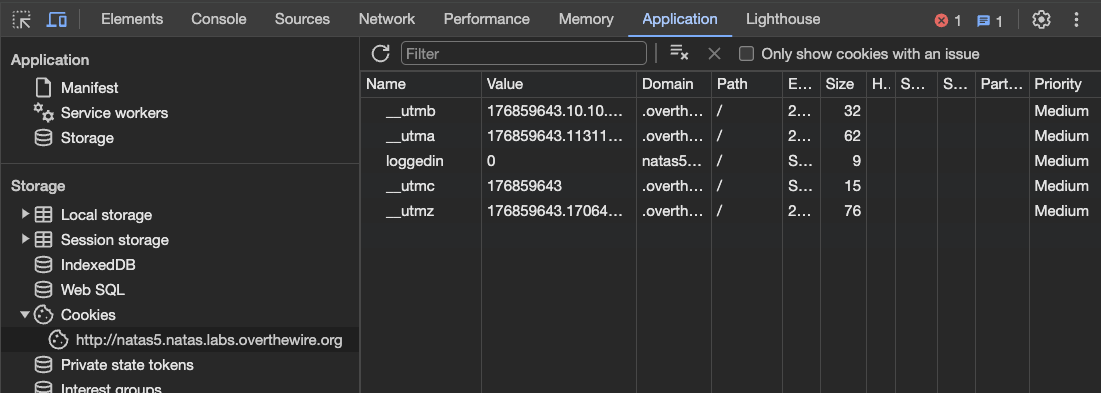 Elements Console Sources Network Performance Memory Application Lighthouse 1 1
Application
Manifest
Service workers
Storage
Storage
Local storage
Session storage
IndexedDB
Web SQL
Cookies
http://natas5.natas.labs.overthewire.org
Private state tokens
Interest groups
Filter Only show cookies with an issue
Name Value Domain Path E... Size H.. S... S... Part... Priority
__utmb 176859643.10.10.... .overth... / 2... 32 Medium
__utma 176859643.11311... .overth... / 2... 62 Medium
loggedin 0 natas5... / S... 9 Medium
__utmc 176859643 .overth... / S... 15 Medium
__utmz 176859643.17064... .overth... / 2... 76 Medium